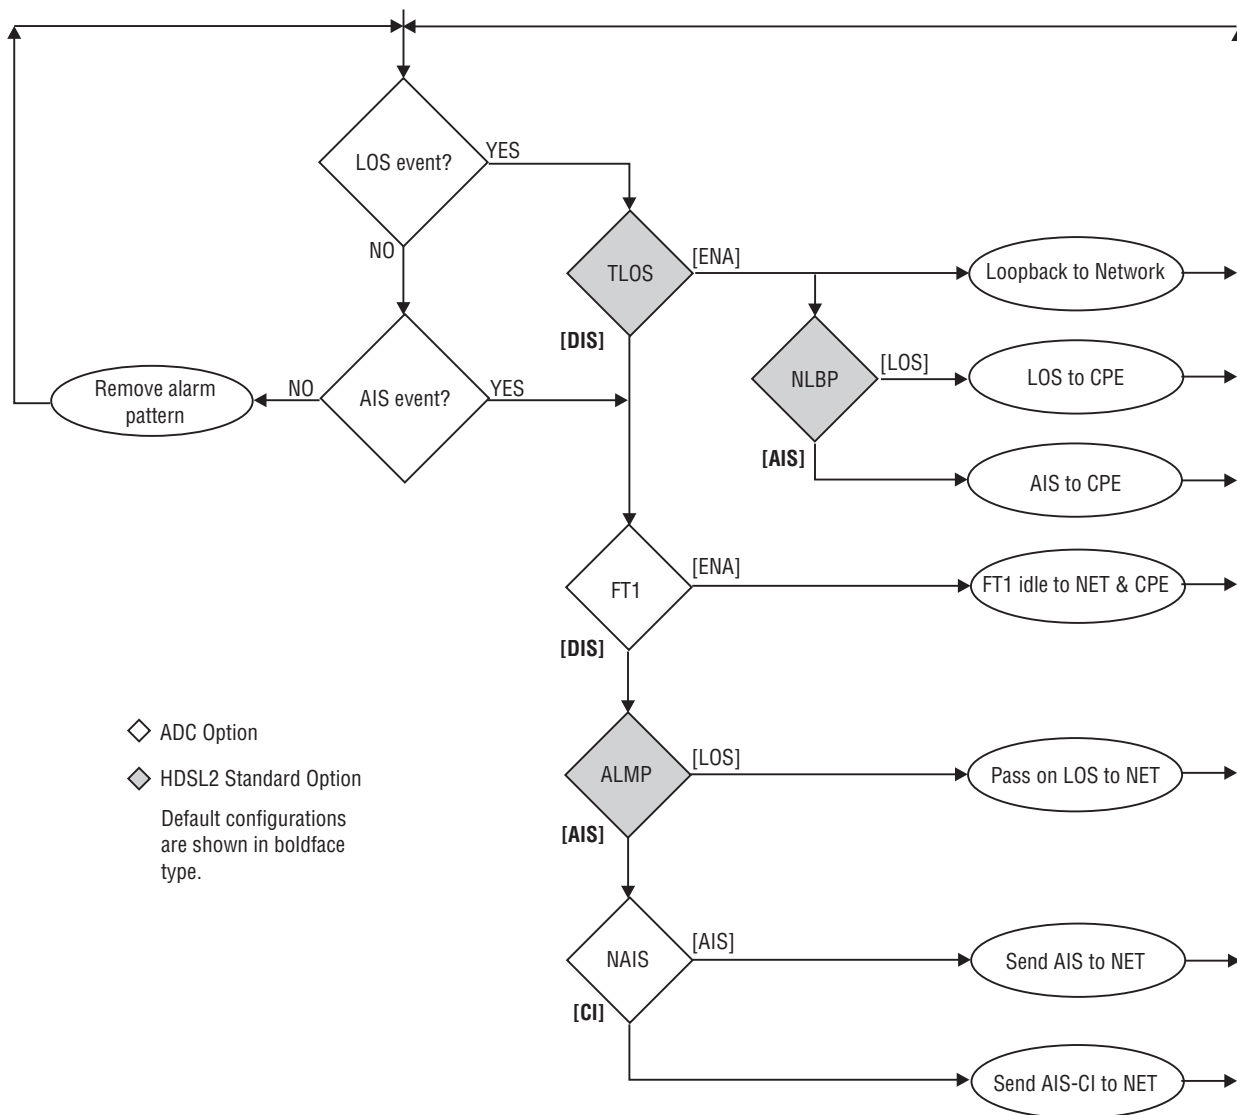 LOS event?
YES
NO
TLOS
[ENA]
[DIS]
Loopback to Network
NLBP
[LOS]
LOS to CPE
[AIS]
AIS to CPE
Remove alarm
pattern
NO
AIS event?
YES
FT1
[ENA]
[DIS]
FT1 idle to NET & CPE
ADC Option
HDSL2 Standard Option
Default configurations
are shown in boldface
type.
ALMP
[LOS]
[AIS]
Pass on LOS to NET
NAIS
[AIS]
[CI]
Send AIS to NET
Send AIS-CI to NET